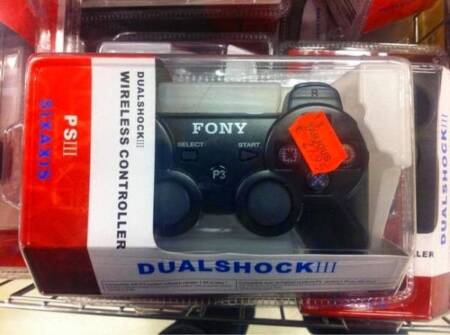 PSIII
SIXAXIS
DUALSHOCKIII
WIRELESS CONTROLLER
FONY
SELECT
START
P3
R
DUALSHOCKIII
DUALSHOCK
LER